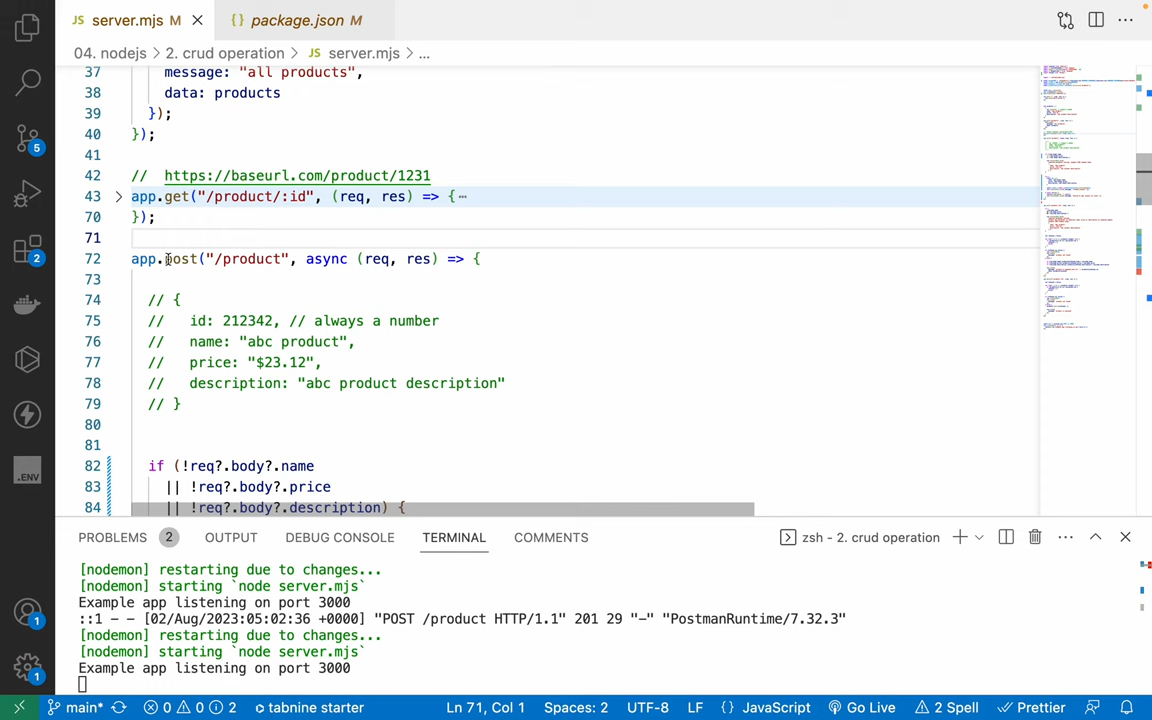 JS server.mjs M
{} package.json M
04. nodejs > 2. crud operation > JS server.mjs > ...
37 message: "all products",
38 data: products
39 });
40 });
41
42 // https://baseurl.com/product/1231
43 app.get("/product/:id", (req, res) => {⋯
70 });
71
72 app.post("/product", async (req, res) => {
73
74 // {
75 // id: 212342, // always a number
76 // name: "abc product",
77 // price: "$23.12",
78 // description: "abc product description"
79 // }
80
81
82 if (!req?.body?.name
83 || !req?.body?.price
84 || !req?.body?.description) {
5
2
.ENV
1
1
PROBLEMS 2 OUTPUT DEBUG CONSOLE TERMINAL COMMENTS zsh - 2. crud operation
[nodemon] restarting due to changes...
[nodemon] starting `node server.mjs`
Example app listening on port 3000
::1 - - [02/Aug/2023:05:02:36 +0000] "POST /product HTTP/1.1" 201 29 "-" "PostmanRuntime/7.32.3"
[nodemon] restarting due to changes...
[nodemon] starting `node server.mjs`
Example app listening on port 3000
main* 0 0 2 tabnine starter Ln 71, Col 1 Spaces: 2 UTF-8 LF {} JavaScript Go Live 2 Spell Prettier